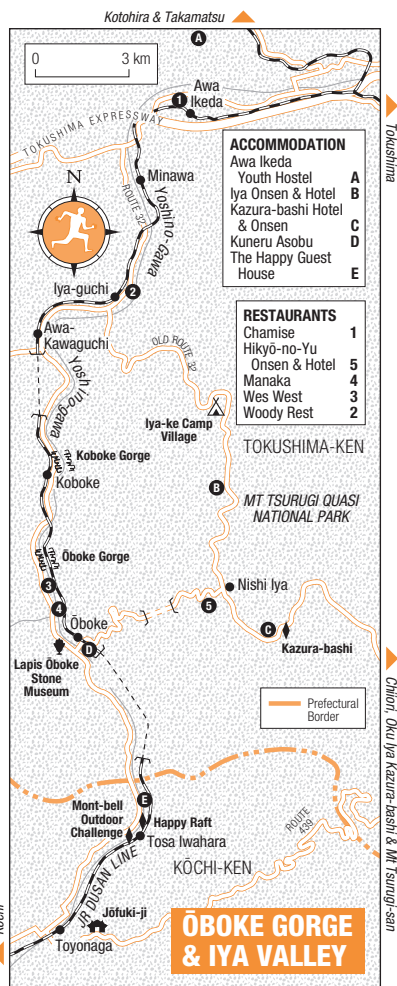 Kotohira & Takamatsu
A
0 3 km
Awa
Ikeda
1
TOKUSHIMA EXPRESSWAY
Tokushima
N
Minawa
ROUTE 32
Yoshino-Gawa
ACCOMMODATION
Awa Ikeda
Youth Hostel A
Iya Onsen & Hotel B
Kazura-bashi Hotel
& Onsen C
Kuneru Asobu D
The Happy Guest
House E
Iya-guchi
2
Awa-
Kawaguchi
RESTAURANTS
Chamise 1
Hikyō-no-Yu
Onsen & Hotel 5
Manaka 4
Wes West 3
Woody Rest 2
OLD ROUTE 32
Yoshino-gawa
Iya-ke Camp
Village
TOKUSHIMA-KEN
Koboke Gorge
Koboke
B
MT TSURUGI QUASI
NATIONAL PARK
Ōboke Gorge
3
Nishi Iya
4
5
Ōboke
C
Kazura-bashi
D
Lapis Ōboke
Stone
Museum
Chiiori, Oku Iya Kazura-bashi & Mt Tsurugi-san
Prefectural
Border
E
Mont-bell
Outdoor
Challenge
Happy Raft
Tosa Iwahara
ROUTE
439
KŌCHI-KEN
JR DUSAN LINE
Jōfuki-ji
Kōchi
Toyonaga
ŌBOKE GORGE
& IYA VALLEY